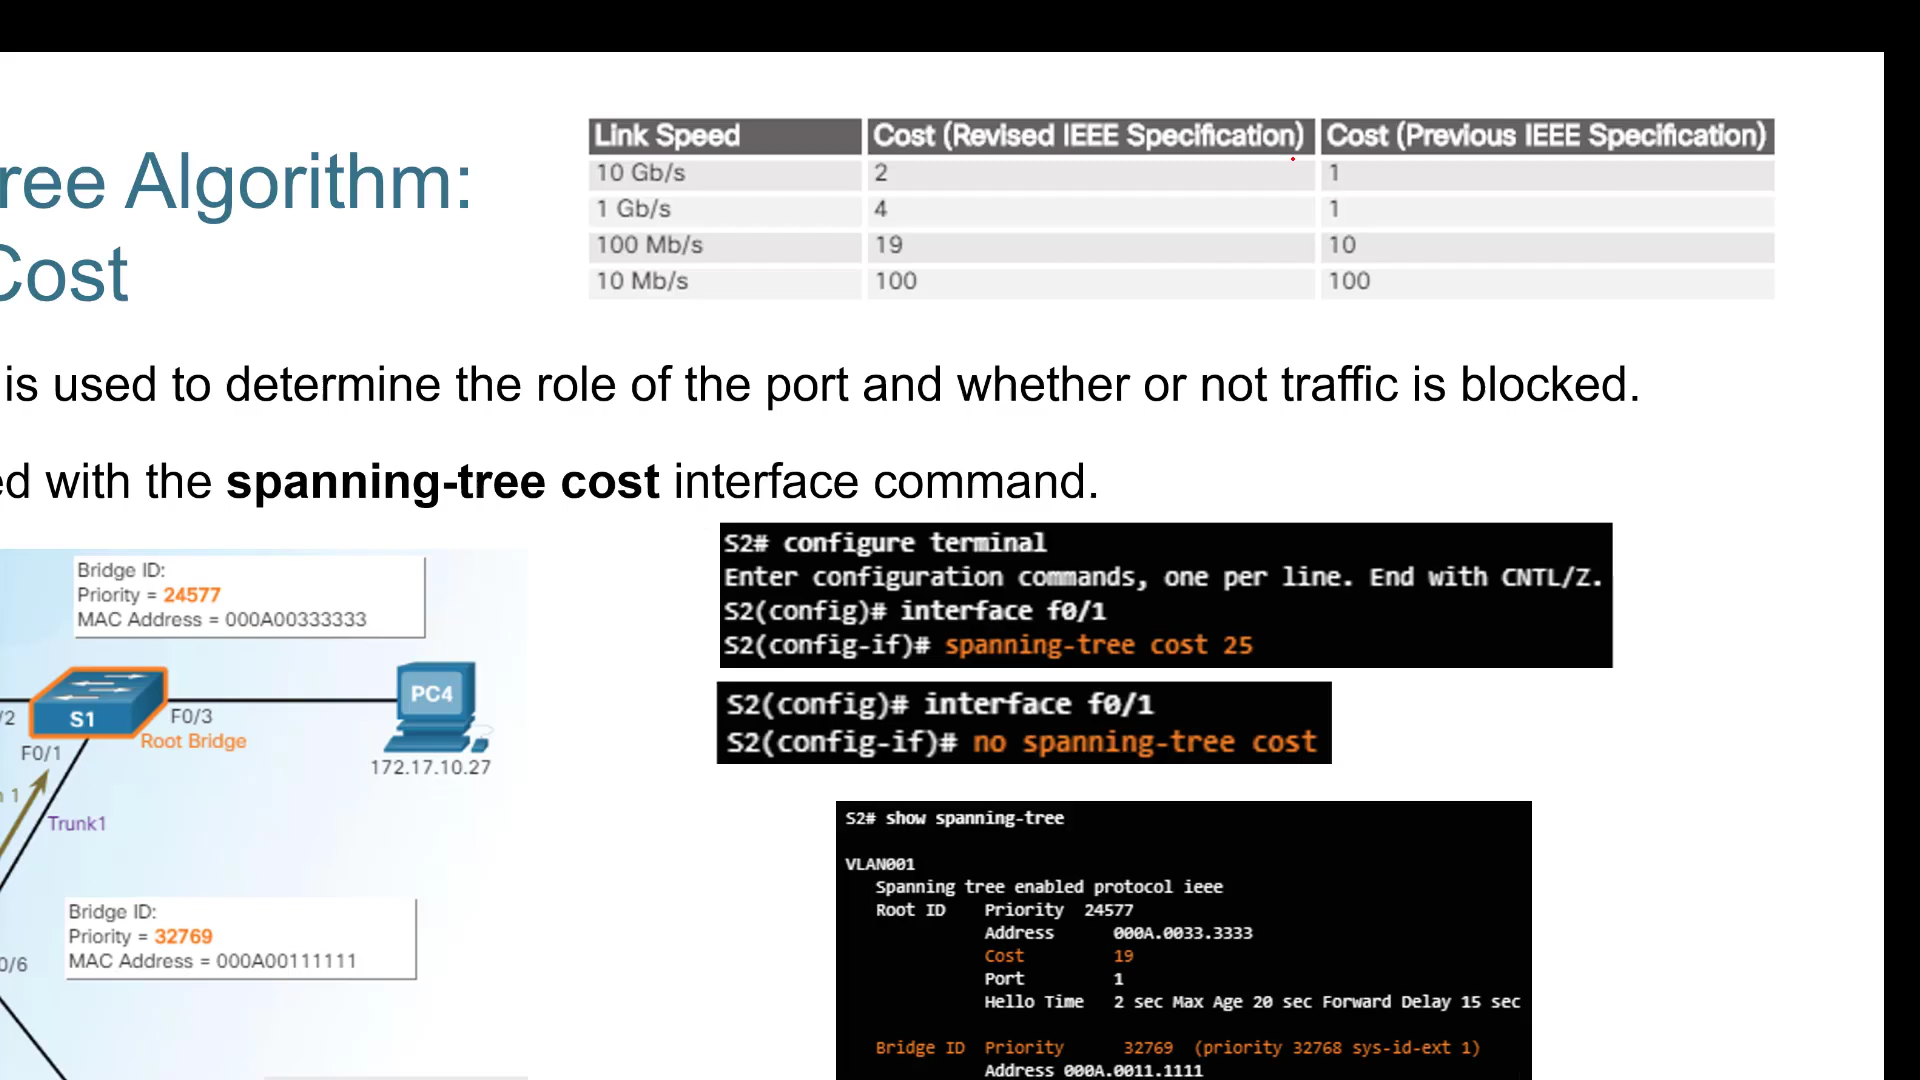 ree Algorithm:
Cost
Link Speed Cost (Revised IEEE Specification) Cost (Previous IEEE Specification)
10 Gb/s 2 1
1 Gb/s 4 1
100 Mb/s 19 10
10 Mb/s 100 100
is used to determine the role of the port and whether or not traffic is blocked.
ed with the spanning-tree cost interface command.
Bridge ID:
Priority = 24577
MAC Address = 000A00333333
/2
S1
F0/3
Root Bridge
F0/1
PC4
172.17.10.27
1
Trunk1
Bridge ID:
Priority = 32769
MAC Address = 000A00111111
0/6
S2# configure terminal
Enter configuration commands, one per line. End with CNTL/Z.
S2(config)# interface f0/1
S2(config-if)# spanning-tree cost 25
S2(config)# interface f0/1
S2(config-if)# no spanning-tree cost
S2# show spanning-tree
VLAN001
Spanning tree enabled protocol ieee
Root ID Priority 24577
Address 000A.0033.3333
Cost 19
Port 1
Hello Time 2 sec Max Age 20 sec Forward Delay 15 sec
Bridge ID Priority 32769 (priority 32768 sys-id-ext 1)
Address 000A.0011.1111